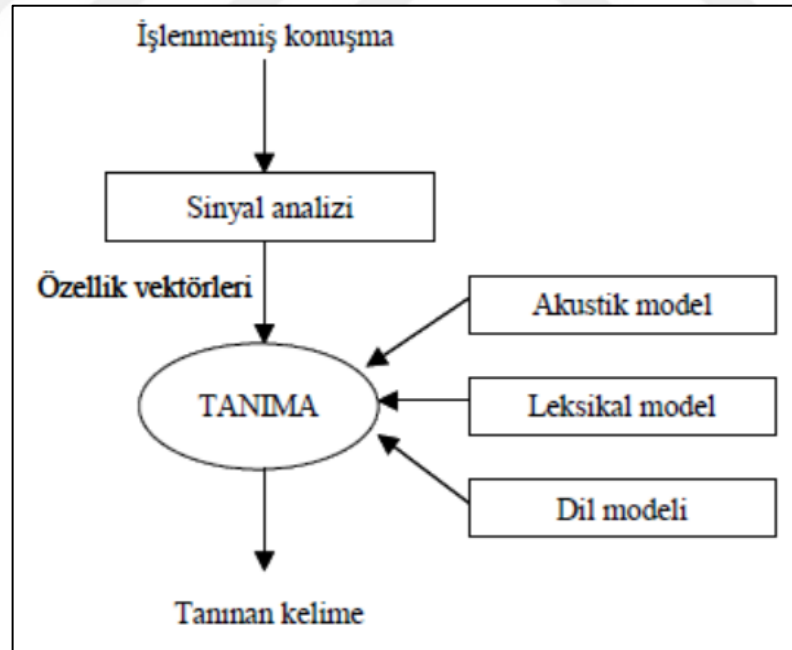 İşlenmemiş konuşma
Sinyal analizi
Özellik vektörleri
Akustik model
TANIMA
Leksikal model
Dil modeli
Tanınan kelime